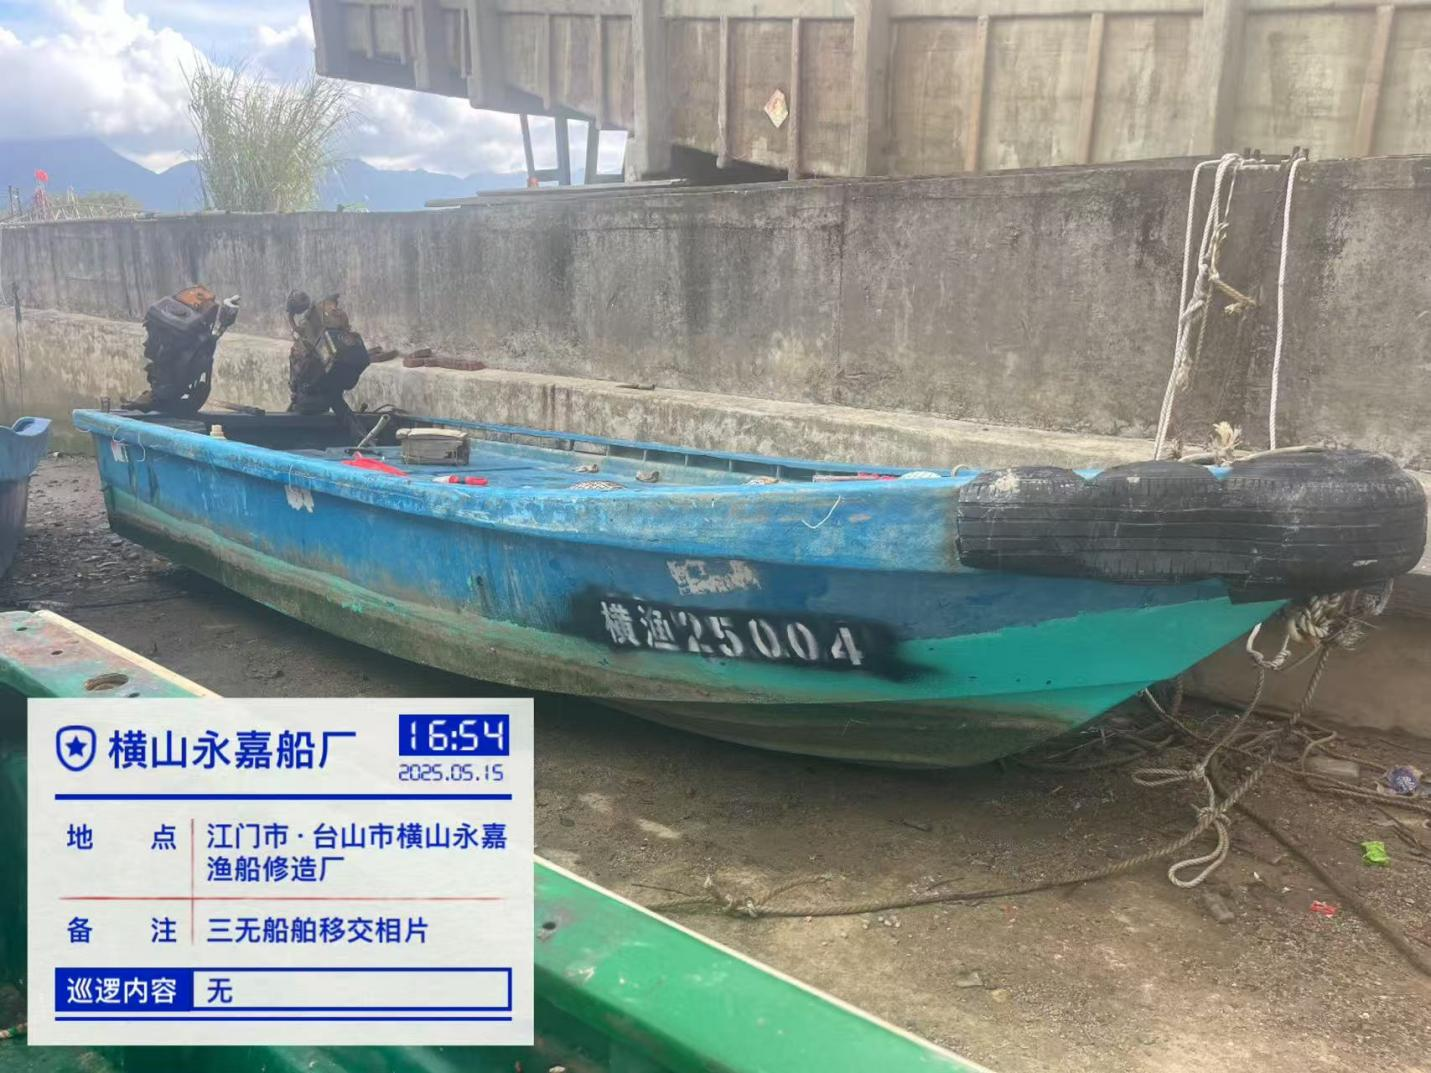 横渔25004
横山永嘉船厂
16:54
2025.05.15
地 点
江门市·台山市横山永嘉
渔船修造厂
备 注
三无船舶移交相片
巡逻内容
无